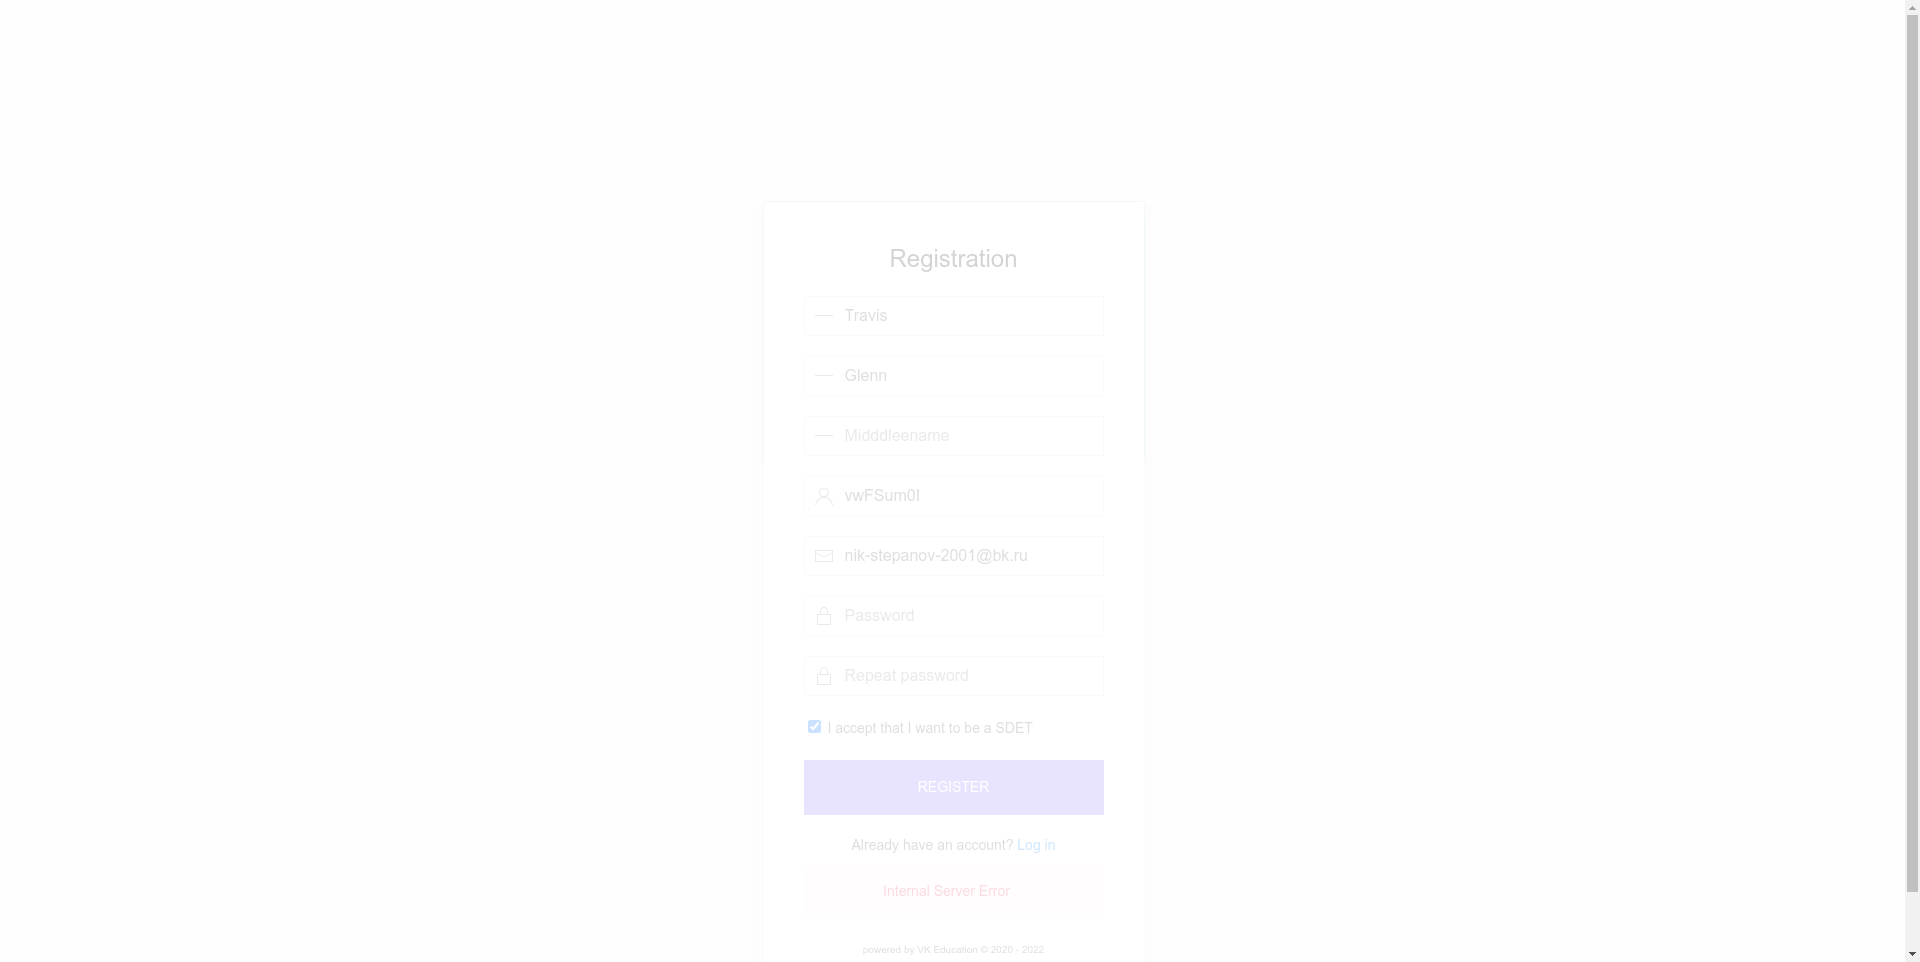 Registration
Travis
Glenn
Midddleename
vwFSum0I
nik-stepanov-2001@bk.ru
Password
Repeat password
I accept that I want to be a SDET
REGISTER
Already have an account? Log in
Internal Server Error
powered by VK Education © 2020 - 2022